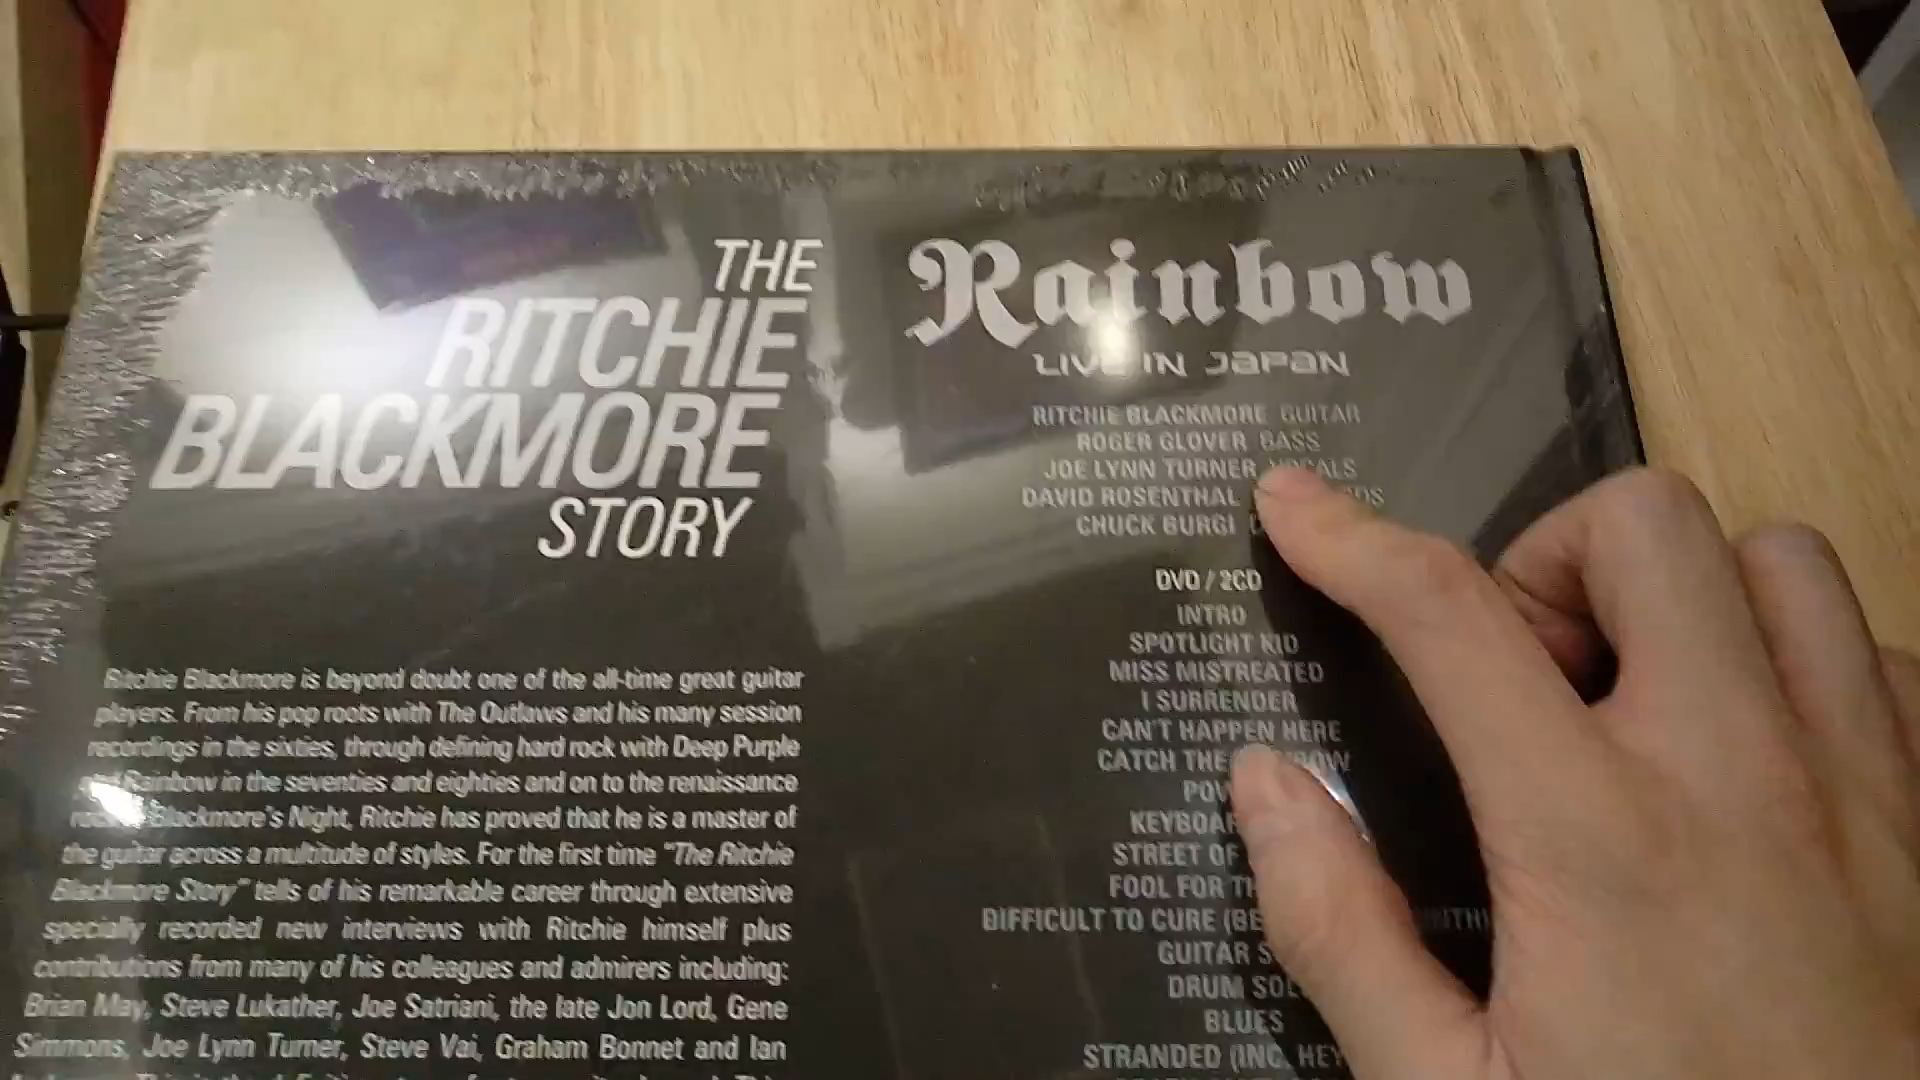 THE
RITCHIE
BLACKMORE
STORY
Ritchie Blackmore is beyond doubt one of the all-time great guitar
players. From his pop roots with The Outlaws and his many session
recordings in the sixties, through defining hard rock with Deep Purple
and Rainbow in the seventies and eighties and on to the renaissance
Blackmore's Night, Ritchie has proved that he is a master of
the guitar across a multitude of styles. For the first time "The Ritchie
Blackmore Story" tells of his remarkable career through extensive
specially recorded new interviews with Ritchie himself plus
contributions from many of his colleagues and admirers including:
Brian May, Steve Lukather, Joe Satriani, the late Jon Lord, Gene
Simmons, Joe Lynn Turner, Steve Vai, Graham Bonnet and Ian
Rainbow
LIVE IN JAPAN
RITCHIE BLACKMORE GUITAR
ROGER GLOVER BASS
JOE LYNN TURNER VOCALS
DAVID ROSENTHAL
CHUCK BURGI
DVD / 2CD
INTRO
SPOTLIGHT KID
MISS MISTREATED
I SURRENDER
CAN'T HAPPEN HERE
CATCH THE
STREET OF
FOOL FOR
DIFFICULT TO CURE
GUITAR
DRUM
BLUES
STRANDED (INC. HEY